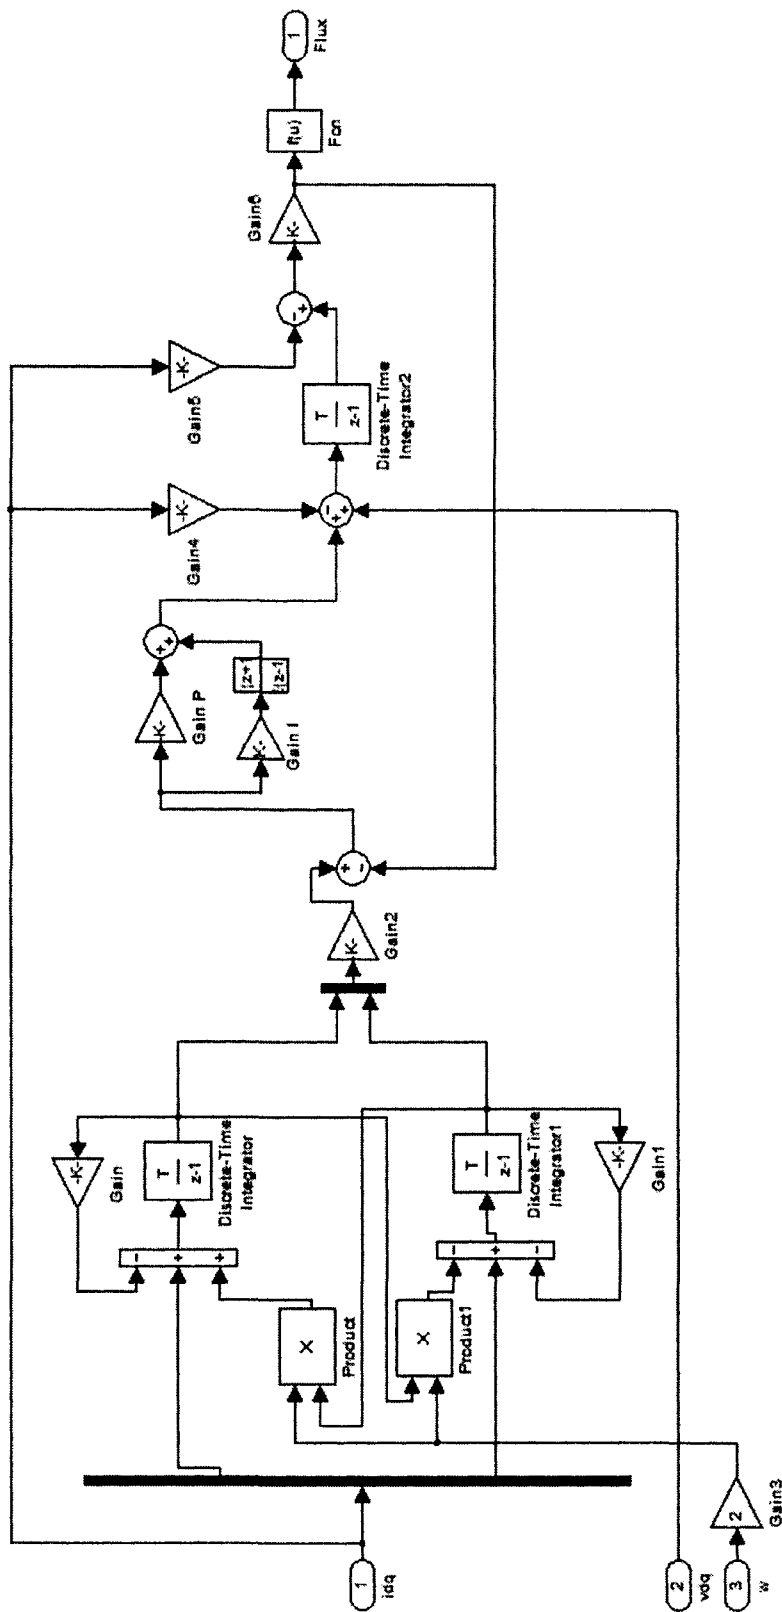 1
idq
2
vdq
3
w
2
Gain3
X
Product
X
Product1
-
+
+
-
+
-
-K-
Gain
T
z-1
Discrete-Time
Integrator
T
z-1
Discrete-Time
Integrator1
-K-
Gain1
K-
Gain2
+
-
K-
Gain P
K-
Gain I
+
+
-K-
Gain4
-
+
+
T
z-1
Discrete-Time
Integrator2
-K-
Gain5
-
+
K-
Gain6
f(u)
Fcn
1
Flux